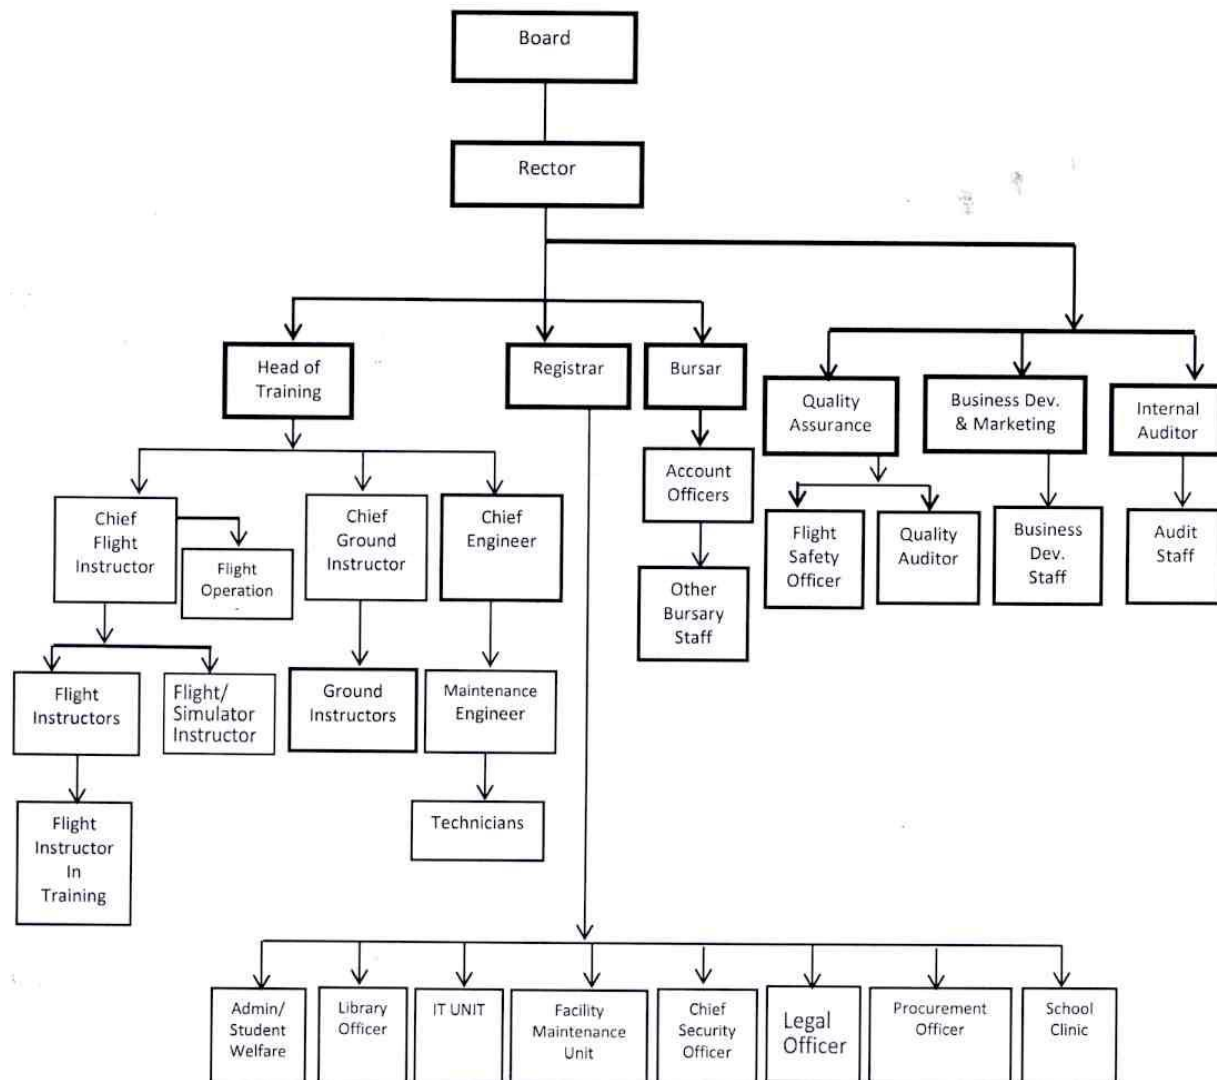 Board
Rector
Head of
Training
Registrar
Bursar
Quality
Assurance
Business Dev.
& Marketing
Internal
Auditor
Account
Officers
Chief
Flight
Instructor
Flight
Operation
-
Chief
Ground
Instructor
Chief
Engineer
Flight
Safety
Officer
Quality
Auditor
Business
Dev.
Staff
Audit
Staff
Other
Bursary
Staff
Flight
Instructors
Flight/
Simulator
Instructor
Ground
Instructors
Maintenance
Engineer
Flight
Instructor
In
Training
Technicians
Admin/
Student
Welfare
Library
Officer
IT UNIT
Facility
Maintenance
Unit
Chief
Security
Officer
Legal
Officer
Procurement
Officer
School
Clinic